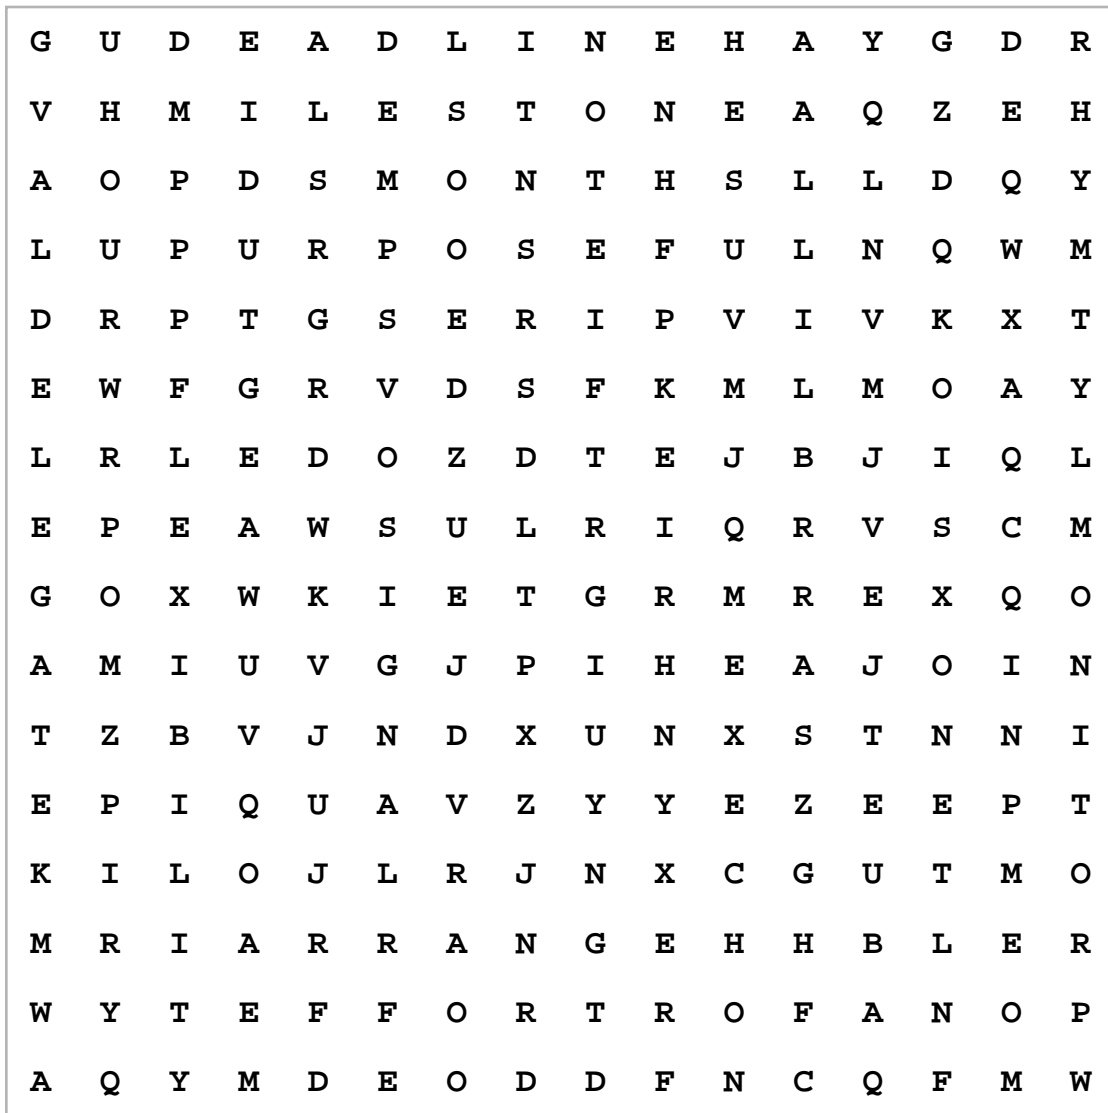 G U D E A D L I N E H A Y G D R
V H M I L E S T O N E A Q Z E H
A O P D S M O N T H S L L D Q Y
L U P U R P O S E F U L N Q W M
D R P T G S E R I P V I V K X T
E W F G R V D S F K M L M O A Y
L R L E D O Z D T E J B J I Q L
E P E A W S U L R I Q R V S C M
G O X W K I E T G R M R E X Q O
A M I U V G J P I H E A J O I N
T Z B V J N D X U N X S T N N I
E P I Q U A V Z Y Y E Z E E P T
K I L O J L R J N X C G U T M O
M R I A R R A N G E H H B L E R
W Y T E F F O R T R O F A N O P
A Q Y M D E O D D F N C Q F M W